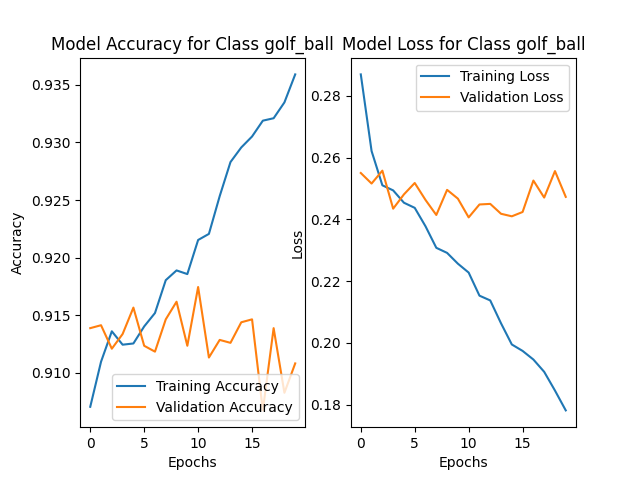 Model Accuracy for Class golf_ball
0.935
0.930
0.925
0.920
0.915
0.910
Accuracy
Training Accuracy
Validation Accuracy
0
5
10
15
Epochs
Model Loss for Class golf_ball
Training Loss
Validation Loss
0.28
0.26
0.24
0.22
0.20
0.18
Loss
0
5
10
15
Epochs